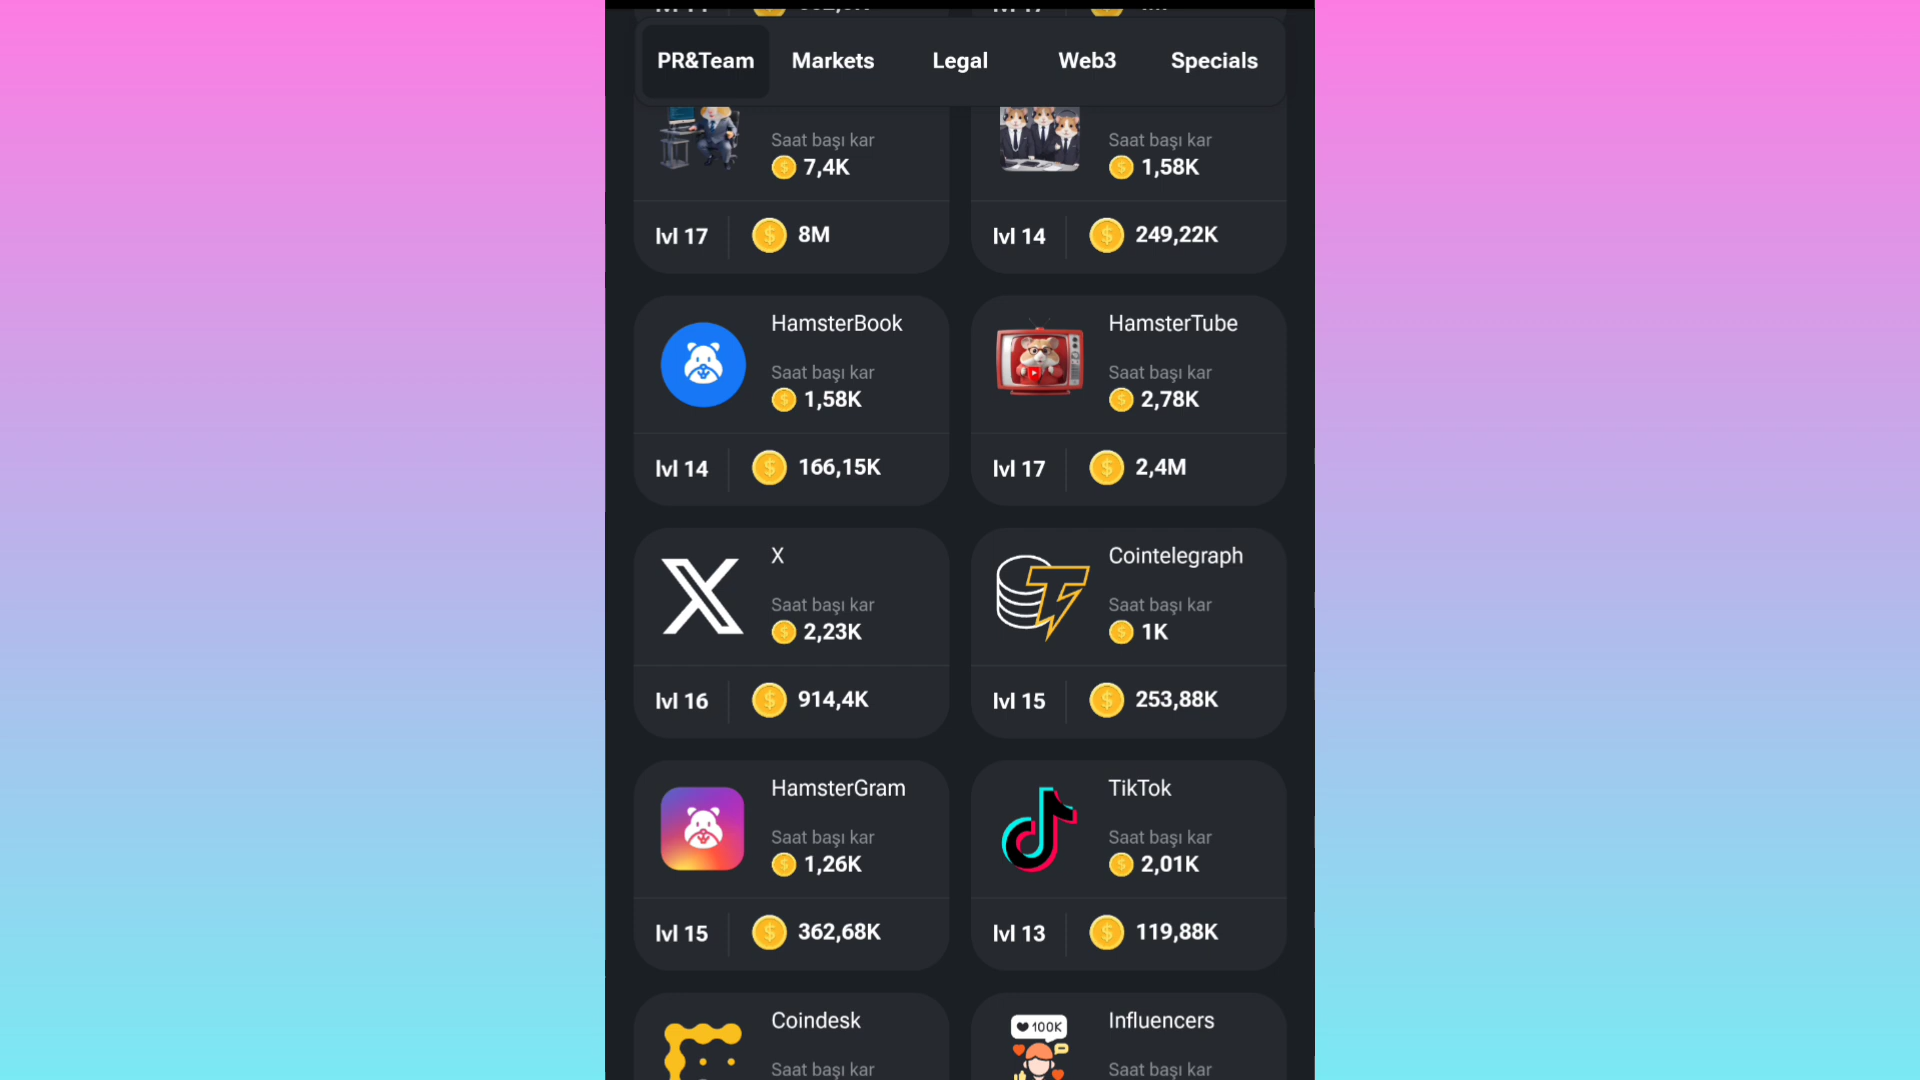 PR&Team Markets Legal Web3 Specials
Saat başı kar
7,4K
lvl 17 8M
Saat başı kar
1,58K
lvl 14 249,22K
HamsterBook
Saat başı kar
1,58K
lvl 14 166,15K
HamsterTube
Saat başı kar
2,78K
lvl 17 2,4M
X
Saat başı kar
2,23K
lvl 16 914,4K
Cointelegraph
Saat başı kar
1K
lvl 15 253,88K
HamsterGram
Saat başı kar
1,26K
lvl 15 362,68K
TikTok
Saat başı kar
2,01K
lvl 13 119,88K
Coindesk
Saat başı kar
100K
Influencers
Saat başı kar